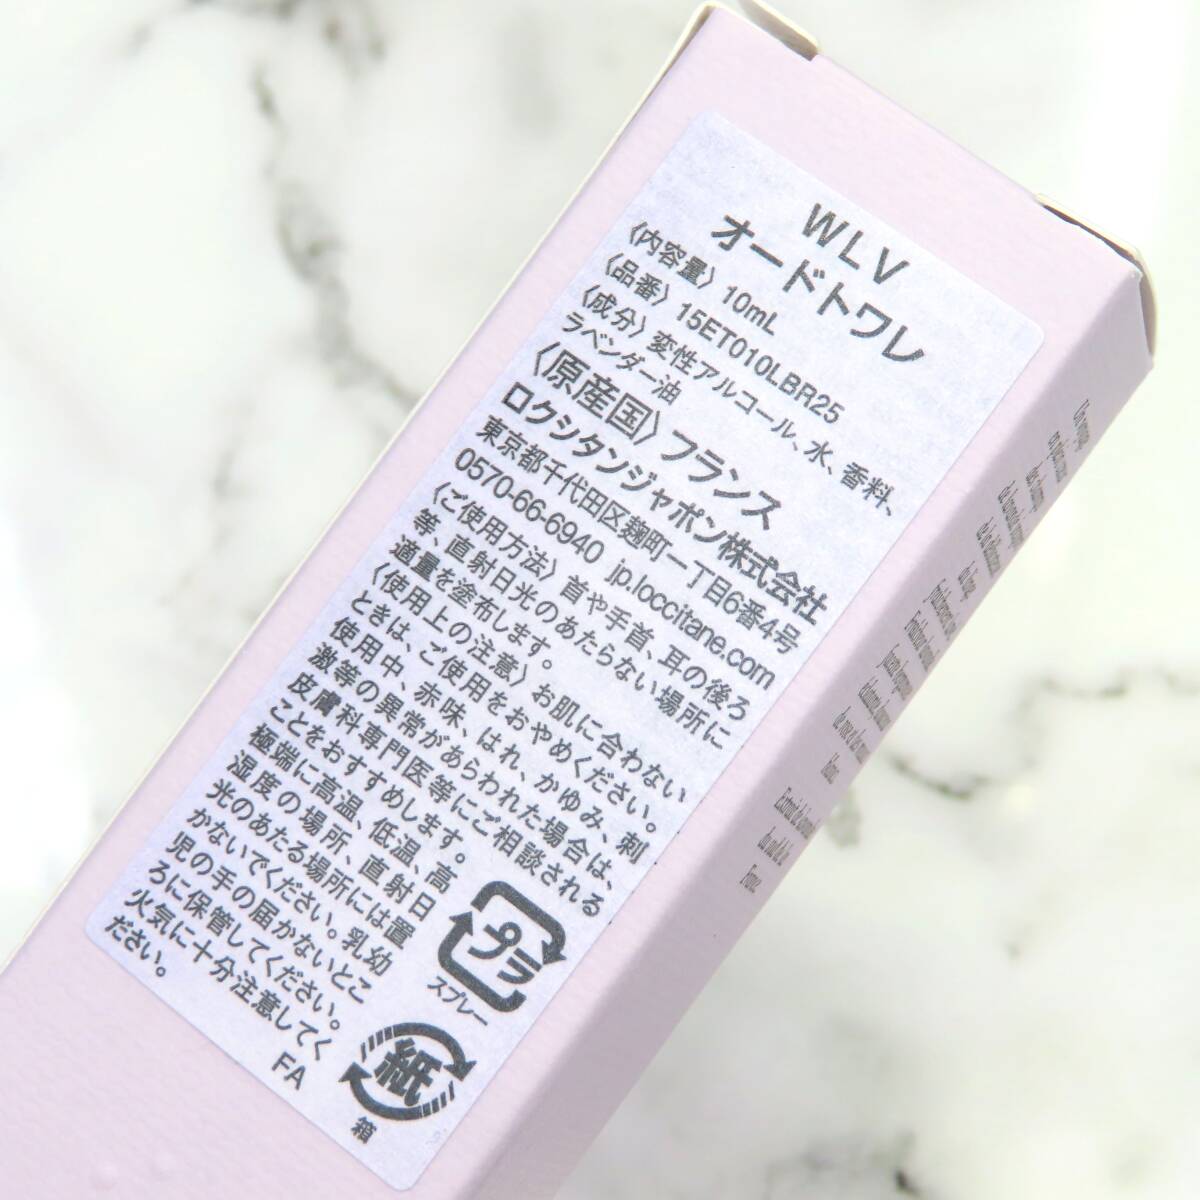 WLV
オードトワレ
〈内容量〉 10mL
〈品番〉 15ET010LBR25
〈成分〉 変性アルコール、水、香料、
ラベンダー油
〈原産国〉 フランス
ロクシタンジャポン株式会社
東京都千代田区麹町一丁目6番4号
0570-66-6940 jp.loccitane.com
〈ご使用方法〉 首や手首、耳の後ろ
等、直射日光のあたらない場所に
適量を塗布します。
〈使用上の注意〉 お肌に合わない
ときは、ご使用をおやめください。
使用中、赤味、はれ、かゆみ、刺
激等の異常があらわれた場合は、
皮膚科専門医等にご相談される
ことをおすすめします。
極端に高温、低温、高
湿度の場所、直射日
光のあたる場所には置
かないでください。乳幼
児の手の届かないとこ
ろに保管してください。
火気に十分注意してく
ださい。
FA
プラ
スプレー
紙
箱